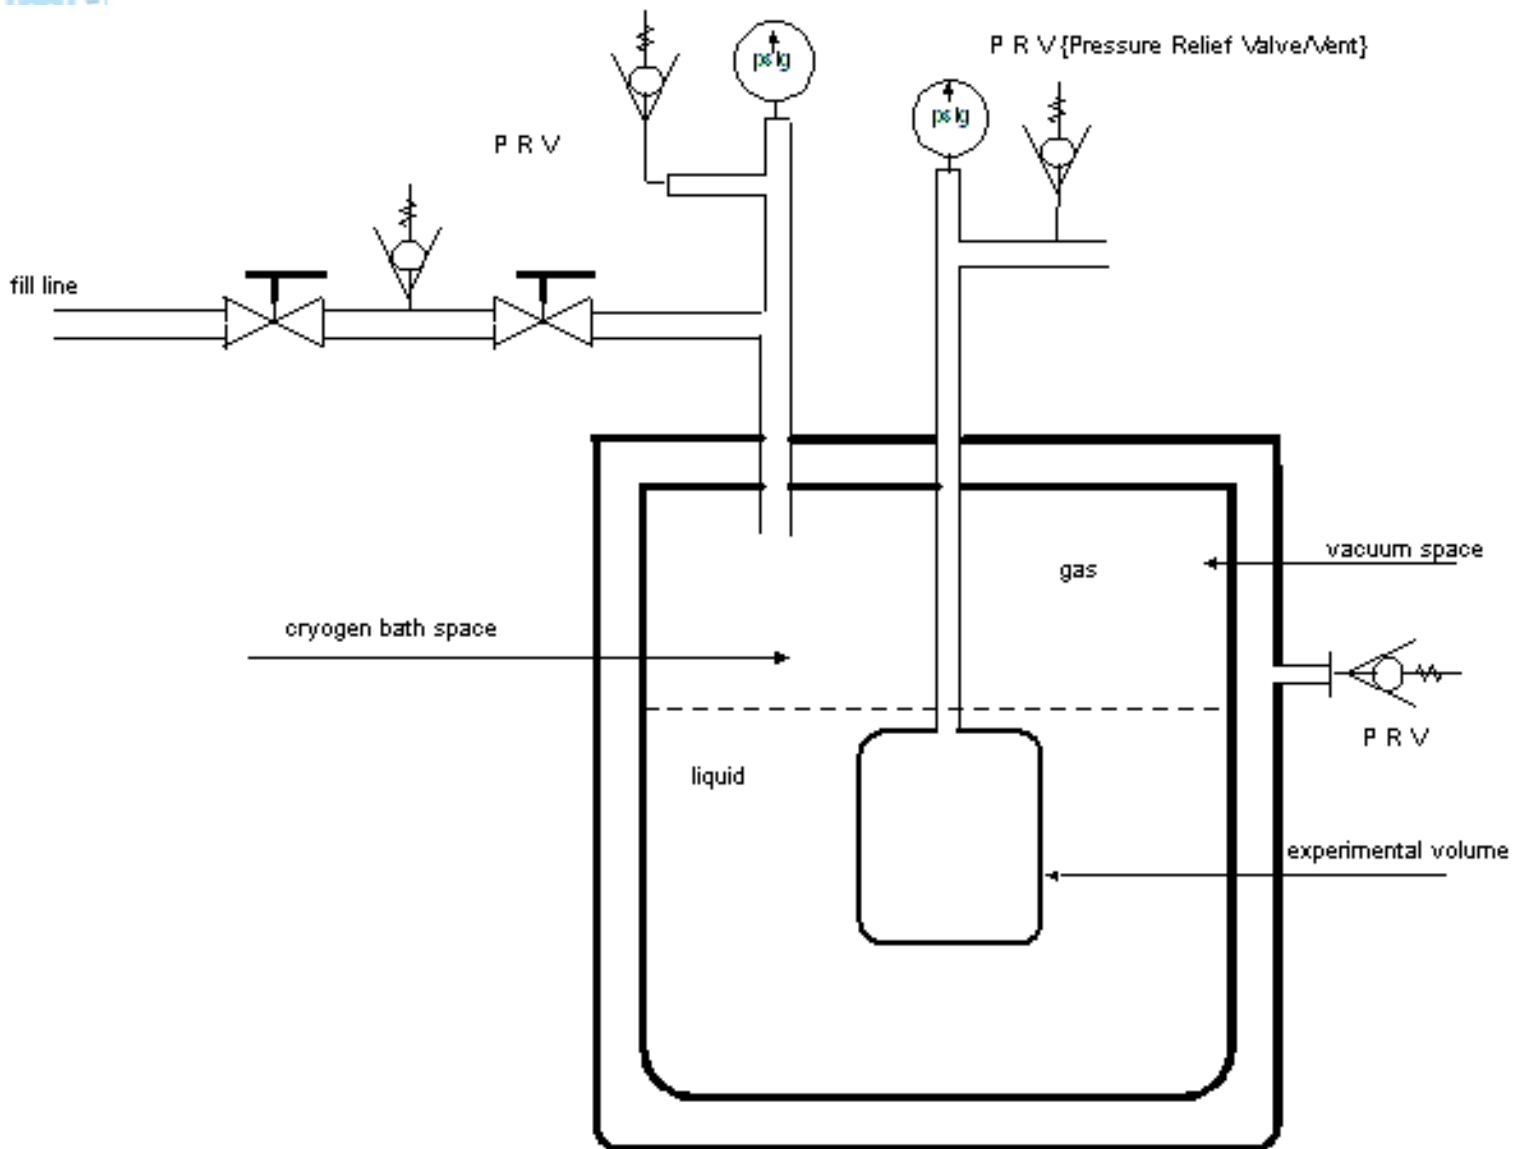 P R V {Pressure Relief Valve/Vent}
psig
psig
P R V
fill line
vacuum space
gas
cryogen bath space
P R V
liquid
experimental volume